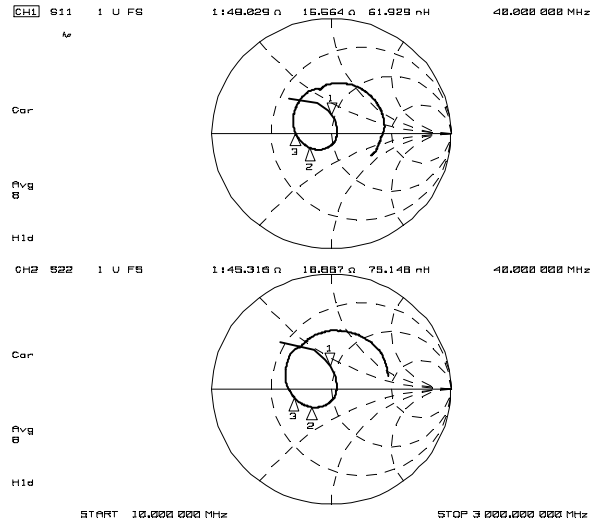 CH1 S11 1 U FS 1:48.029 Ω 15.564 Ω 61.929 nH 40.000 000 MHz
hp
1
Cor
3
2
Avg
8
Hld
CH2 S22 1 U FS 1:45.316 Ω 18.887 Ω 75.148 nH 40.000 000 MHz
1
Cor
3
2
Avg
8
Hld
START 10.000 000 MHz STOP 3 000.000 000 MHz